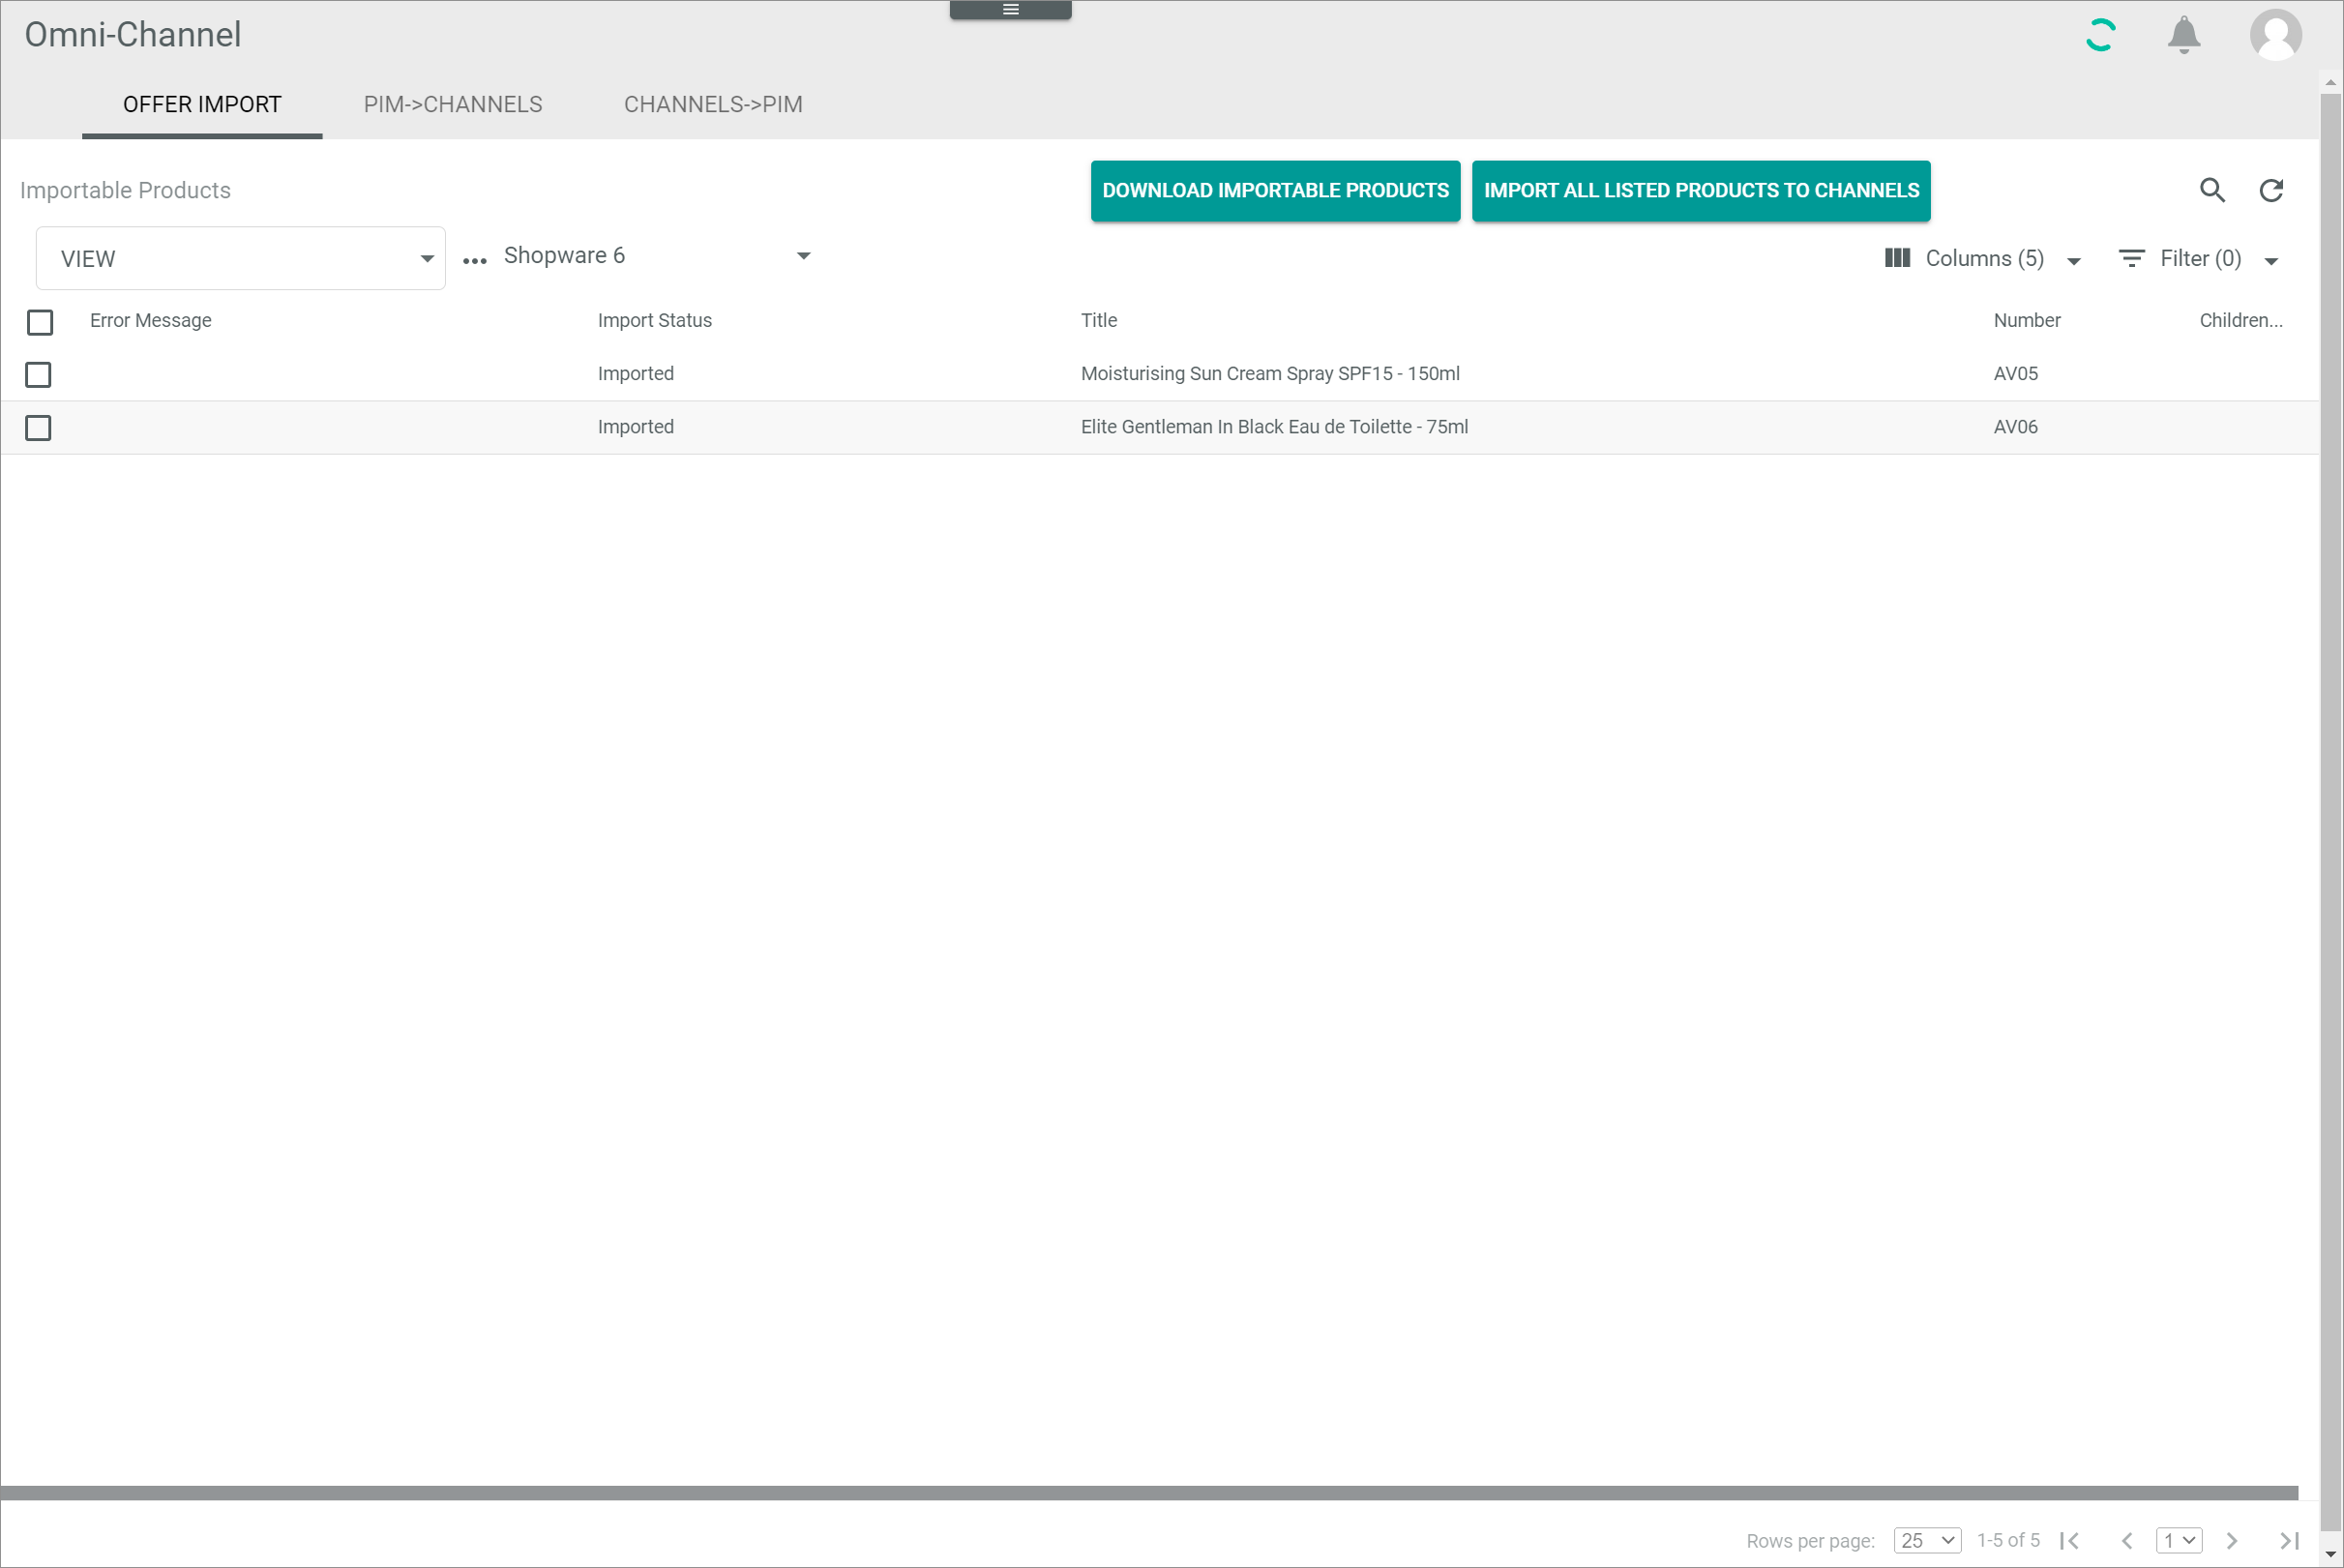 Omni-Channel
OFFER IMPORT PIM->CHANNELS CHANNELS->PIM
Importable Products DOWNLOAD IMPORTABLE PRODUCTS IMPORT ALL LISTED PRODUCTS TO CHANNELS
VIEW ... Shopware 6 Columns (5) Filter (0)
Error Message Import Status Title Number Children...
Imported Moisturising Sun Cream Spray SPF15 - 150ml AV05
Imported Elite Gentleman In Black Eau de Toilette - 75ml AV06
Rows per page: 25 1-5 of 5 1